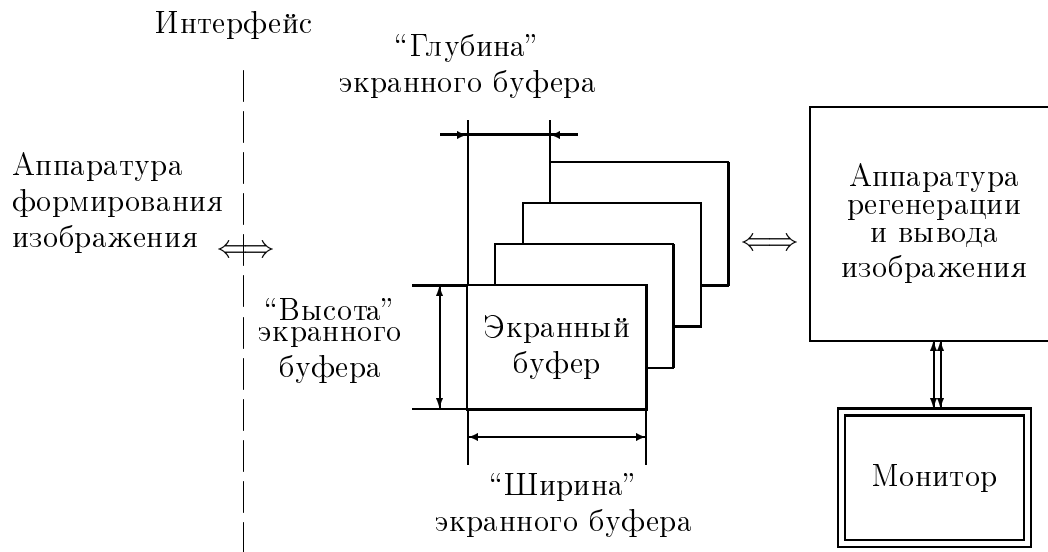 Интерфейс
“Глубина”
экранного буфера
Аппаратура
формирования
изображения
Аппаратура
регенерации
и вывода
изображения
“Высота”
экранного
буфера
Экранный
буфер
Монитор
“Ширина”
экранного буфера